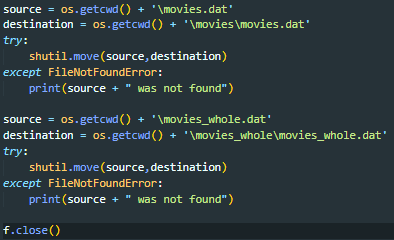 source = os.getcwd() + '\movies.dat'
destination = os.getcwd() + '\movies\movies.dat'
try:
    shutil.move(source,destination)
except FileNotFoundError:
    print(source + " was not found")

source = os.getcwd() + '\movies_whole.dat'
destination = os.getcwd() + '\movies_whole\movies_whole.dat'
try:
    shutil.move(source,destination)
except FileNotFoundError:
    print(source + " was not found")

f.close()